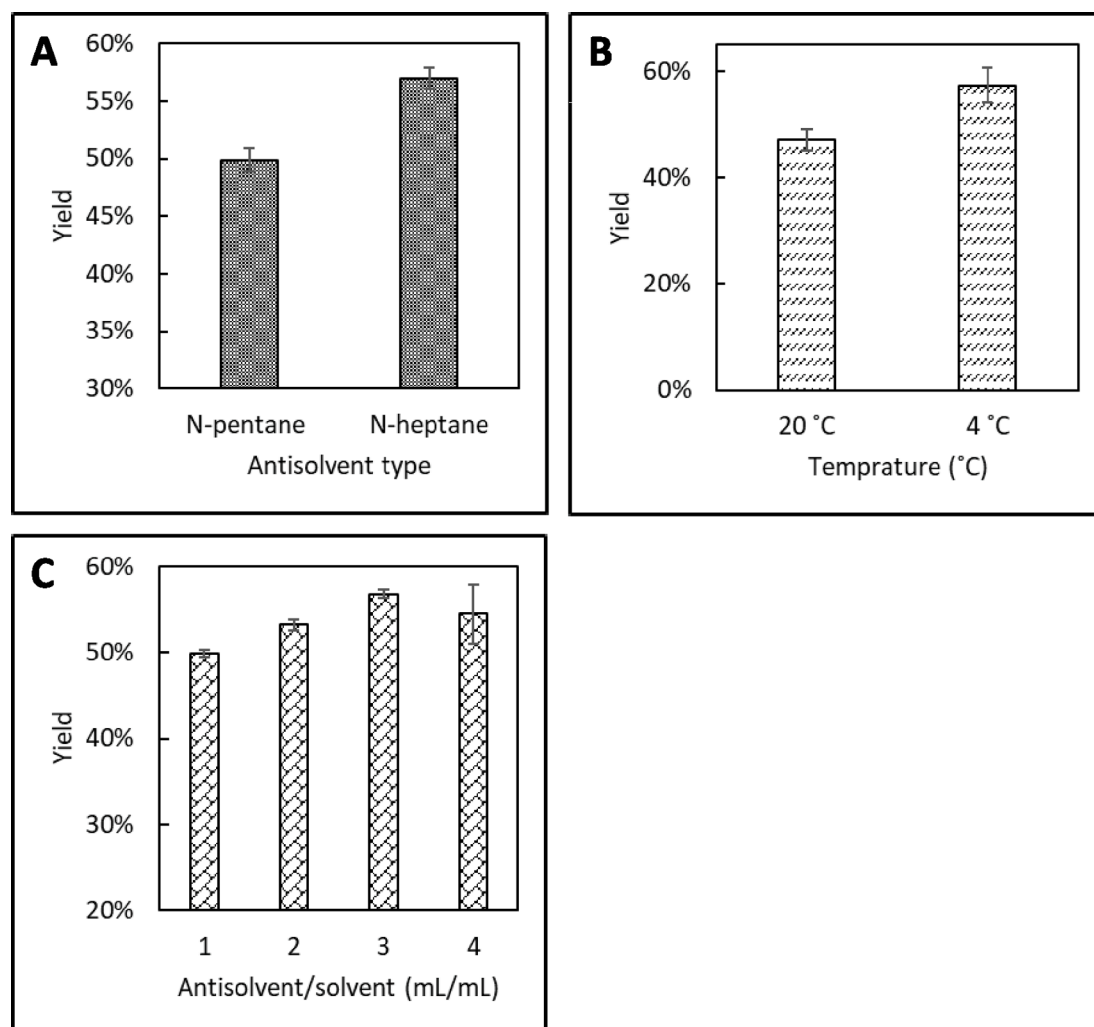 A
60%
55%
50%
45%
40%
35%
30%
Yield
N-pentane N-heptane
Antisolvent type
B
60%
40%
20%
0%
Yield
20 ˚C 4 ˚C
Temprature (˚C)
C
60%
50%
40%
30%
20%
Yield
1 2 3 4
Antisolvent/solvent (mL/mL)